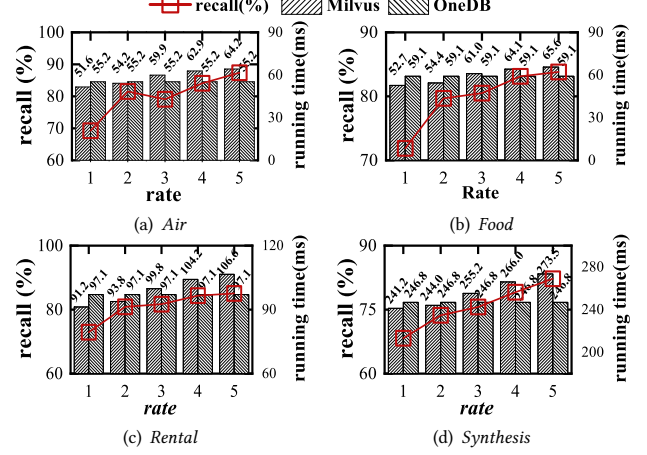 recall(%) Milvus OneDB
100 90 80 70 60
recall (%)
51.6 55.2 54.2 55.2 59.9 55.2 62.9 55.2 64.2 55.2
90 60 30 0
running time(ms)
1 2 3 4 5
rate
(a) Air
90 80 70
recall (%)
52.7 59.1 54.4 59.1 61.0 59.1 64.1 59.1 65.6 59.1
90 60 30 0
running time(ms)
1 2 3 4 5
Rate
(b) Food
100 80 60
recall (%)
91.2 97.1 93.8 97.1 99.8 97.1 104.2 97.1 106.6 97.1
120 90 60
running time(ms)
1 2 3 4 5
rate
(c) Rental
90 75 60
recall (%)
241.2 246.8 244.0 246.8 255.2 246.8 266.0 246.8 273.5 246.8
280 240 200
running time(ms)
1 2 3 4 5
rate
(d) Synthesis